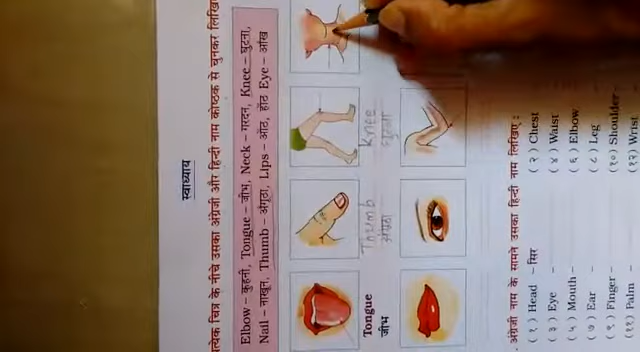 स्वाध्याय
प्रत्येक चित्र के नीचे उसका अंग्रेजी और हिन्दी नाम कोष्ठक से चुनकर लिखिए
Elbow – कुहनी, Tongue – जीभ, Neck – गरदन, Knee – घुटना,
Nail – नाखून, Thumb – अंगूठा, Lips – ओठ, होंठ Eye – आँख
Tongue
जीभ
Thumb
अंगूठा
Knee
घुटना
अंग्रेजी नाम के सामने उसका हिन्दी नाम लिखिए :
(१) Head – सिर
(२) Chest
(३) Eye –
(४) Waist
(५) Mouth –
(६) Elbow
(७) Ear –
(८) Leg –
(९) Finger –
(१०) Shoulder –
(११) Palm –
(१२) Wrist